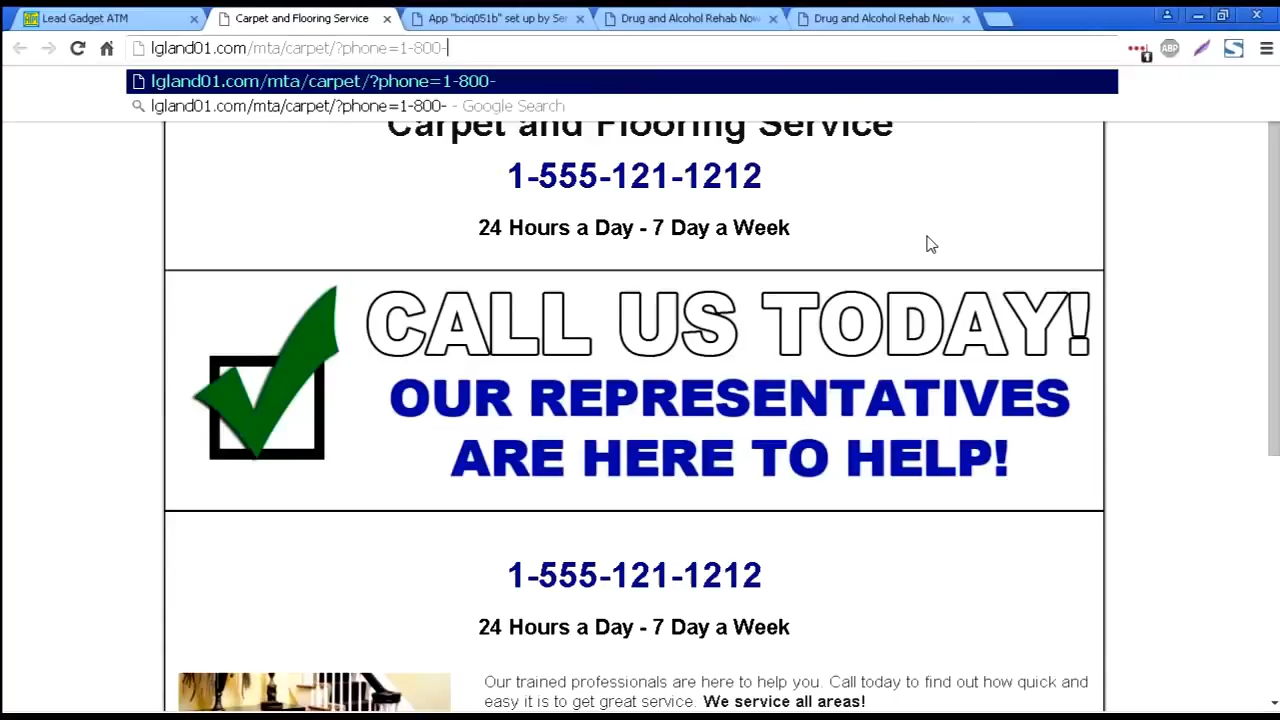 Lead Gadget ATM
Carpet and Flooring Service
App "bciq051b" set up by Ser
Drug and Alcohol Rehab Now
Drug and Alcohol Rehab Now
lgland01.com/mta/carpet/?phone=1-800-
1
ABP
S
lgland01.com/mta/carpet/?phone=1-800-
lgland01.com/mta/carpet/?phone=1-800- - Google Search
Carpet and Flooring Service
1-555-121-1212
24 Hours a Day - 7 Day a Week
CALL US TODAY!
OUR REPRESENTATIVES
ARE HERE TO HELP!
1-555-121-1212
24 Hours a Day - 7 Day a Week
Our trained professionals are here to help you. Call today to find out how quick and
easy it is to get great service. We service all areas!